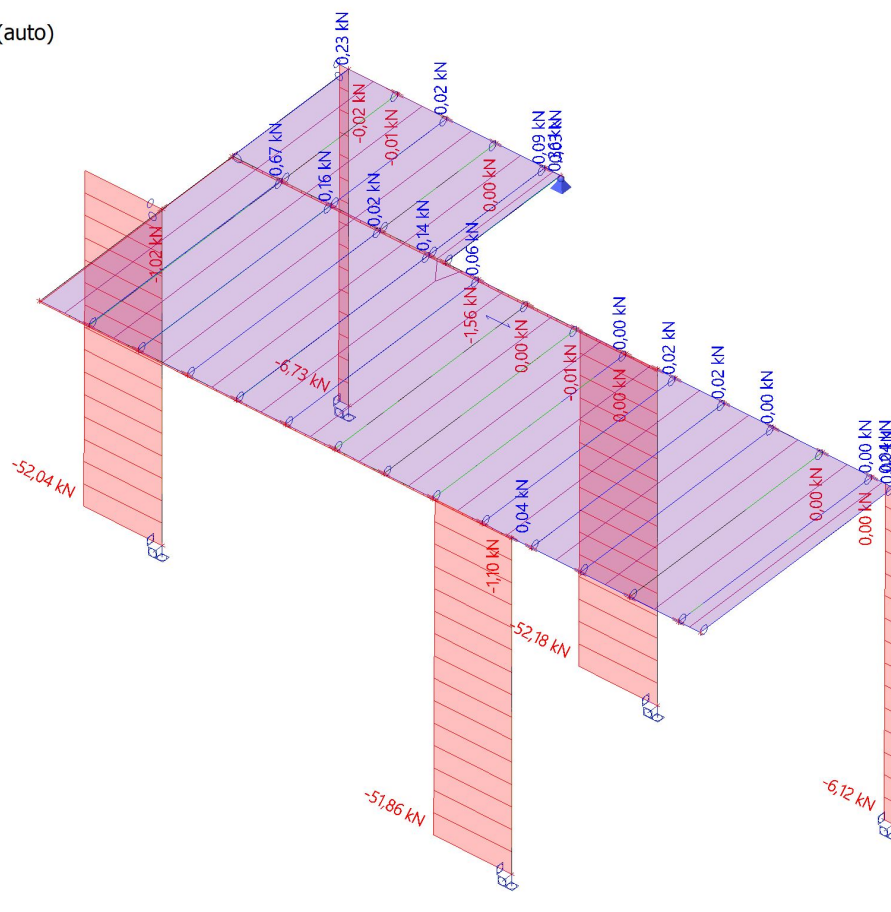 (auto)
0,23 kN
0,02 kN
-0,02 kN
-0,01 kN
0,09 kN
0,67 kN
0,16 kN
0,00 kN
0,02 kN
0,14 kN
0,06 kN
-1,02 kN
-1,56 kN
0,00 kN
0,00 kN
0,02 kN
-6,73 kN
-0,01 kN
0,00 kN
0,02 kN
0,00 kN
0,00 kN
-52,04 kN
0,04 kN
0,00 kN
0,00 kN
-1,10 kN
-52,18 kN
-51,86 kN
-6,12 kN